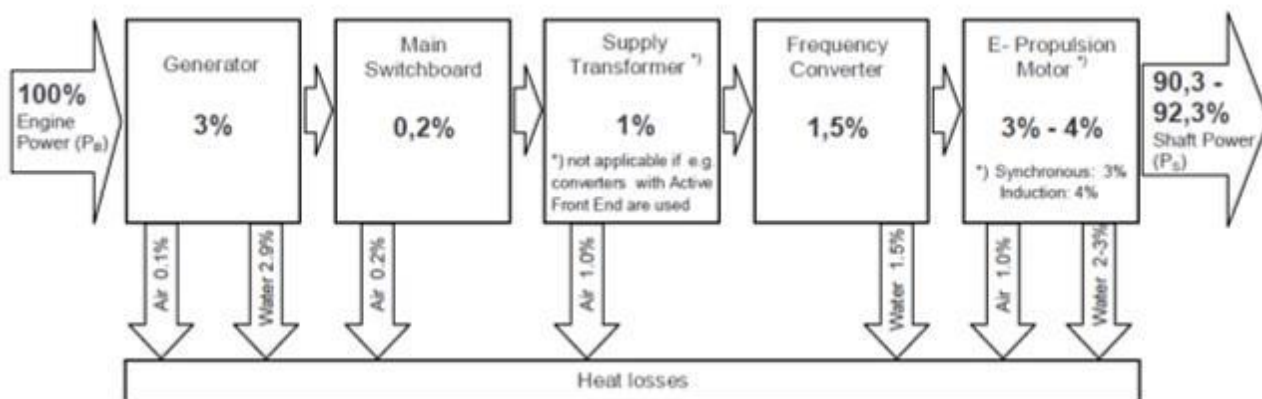 100%
Engine
Power (P_B)
Generator
3%
Main
Switchboard
0,2%
Supply
Transformer *)
1%
*) not applicable if e.g.
converters with Active
Front End are used
Frequency
Converter
1,5%
E- Propulsion
Motor *)
3% - 4%
*) Synchronous: 3%
Induction: 4%
90,3 -
92,3%
Shaft Power
(P_S)
Air 0.1%
Water 2.9%
Air 0.2%
Air 1.0%
Water 1.5%
Air 1.0%
Water 2-3%
Heat losses